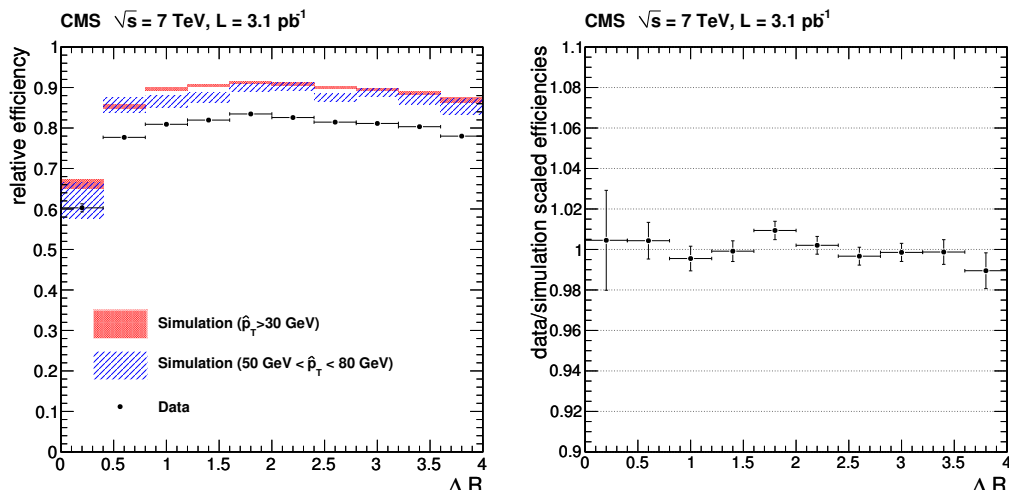 CMS √s = 7 TeV, L = 3.1 pb⁻¹
relative efficiency
1
0.9
0.8
0.7
0.6
0.5
0.4
0.3
0.2
0.1
0
Simulation (p̂_T>30 GeV)
Simulation (50 GeV < p̂_T < 80 GeV)
Data
0 0.5 1 1.5 2 2.5 3 3.5 4
Δ R
CMS √s = 7 TeV, L = 3.1 pb⁻¹
data/simulation scaled efficiencies
1.1
1.08
1.06
1.04
1.02
1
0.98
0.96
0.94
0.92
0.9
0 0.5 1 1.5 2 2.5 3 3.5 4
Δ R